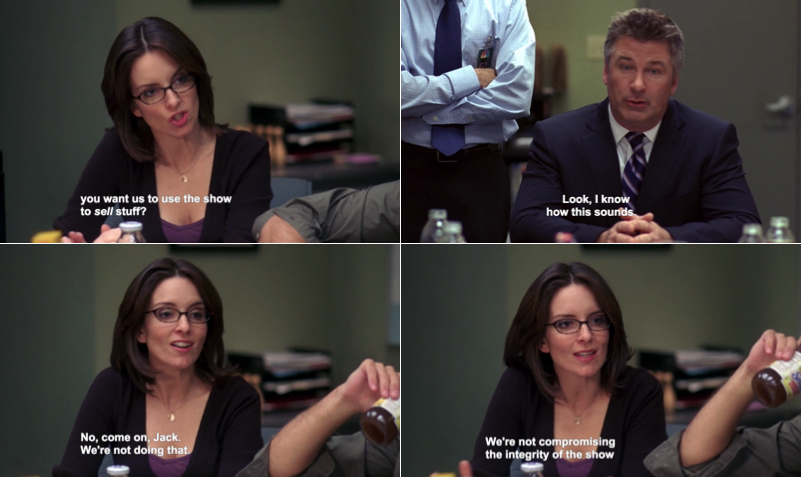 you want us to use the show
to sell stuff?
Look, I know
how this sounds.
No, come on, Jack.
We're not doing that.
We're not compromising
the integrity of the show